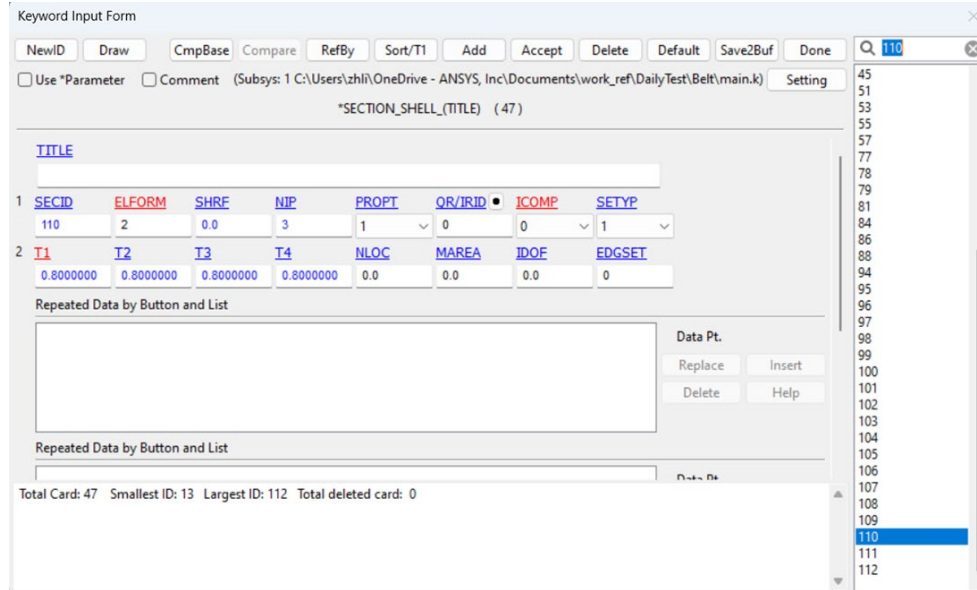 Keyword Input Form
NewID Draw CmpBase Compare RefBy Sort/T1 Add Accept Delete Default Save2Buf Done
Use *Parameter Comment (Subsys: 1 C:\Users\zhli\OneDrive - ANSYS, Inc\Documents\work_ref\DailyTest\Belt\main.k) Setting
*SECTION_SHELL_(TITLE) (47)
TITLE
1 SECID ELFORM SHRF NIP PROPT QR/IRID ICOMP SETYP
110 2 0.0 3 1 0 0 1
2 T1 T2 T3 T4 NLOC MAREA IDOF EDGSET
0.8000000 0.8000000 0.8000000 0.8000000 0.0 0.0 0.0 0
Repeated Data by Button and List
Data Pt.
Replace Insert
Delete Help
Repeated Data by Button and List
Data Pt.
Total Card: 47 Smallest ID: 13 Largest ID: 112 Total deleted card: 0
110
45
51
53
55
57
77
78
79
81
84
86
88
94
95
96
97
98
99
100
101
102
103
104
105
106
107
108
109
110
111
112